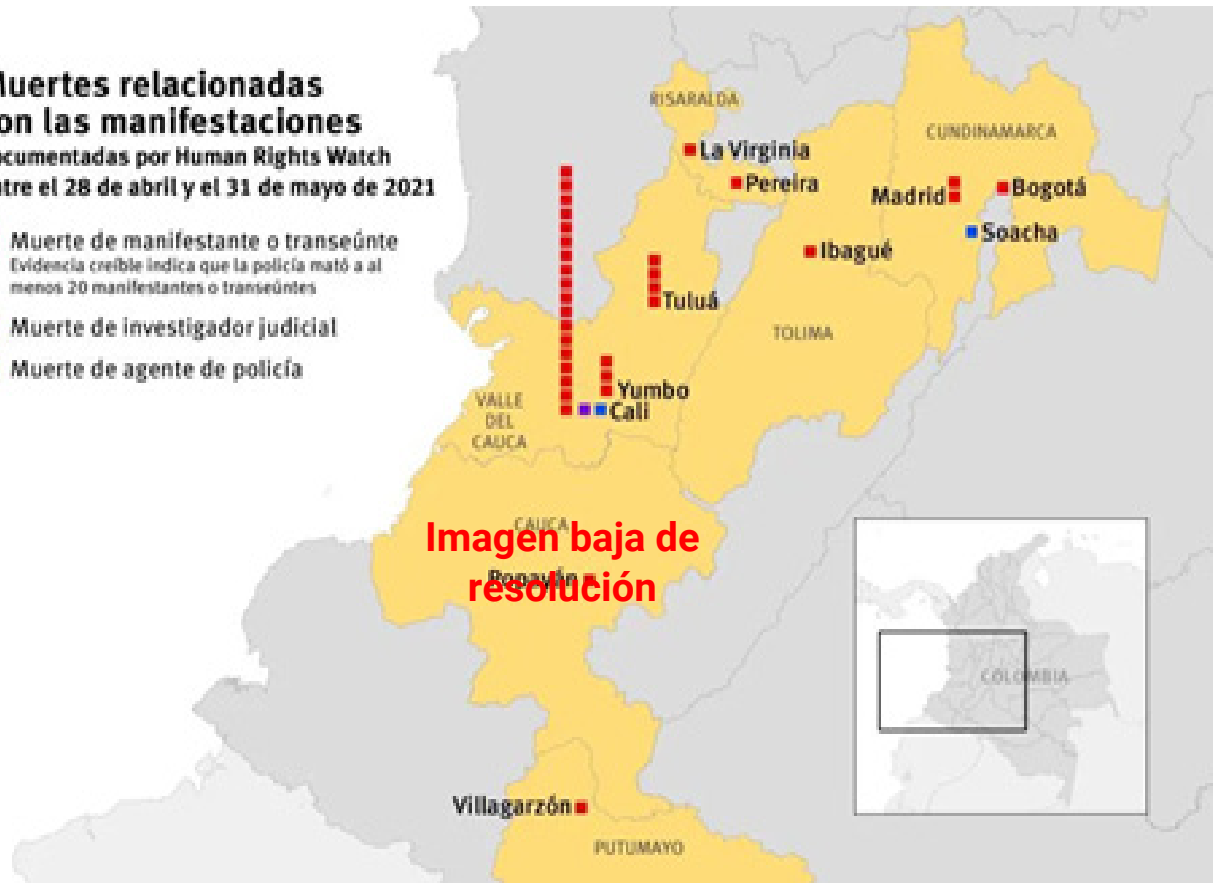 Muertes relacionadas
on las manifestaciones
ocumentadas por Human Rights Watch
ntre el 28 de abril y el 31 de mayo de 2021
Muerte de manifestante o transeúnte
Evidencia creíble indica que la policía mató a al
menos 20 manifestantes o transeúntes
Muerte de investigador judicial
Muerte de agente de policía
RISARALDA
La Virginia
Pereira
CUNDINAMARCA
Madrid
Bogotá
Soacha
Ibagué
Tuluá
TOLIMA
Yumbo
Cali
VALLE
DEL
CAUCA
CAUCA
Imagen baja de
resolución
Popayán
COLOMBIA
Villagarzón
PUTUMAYO